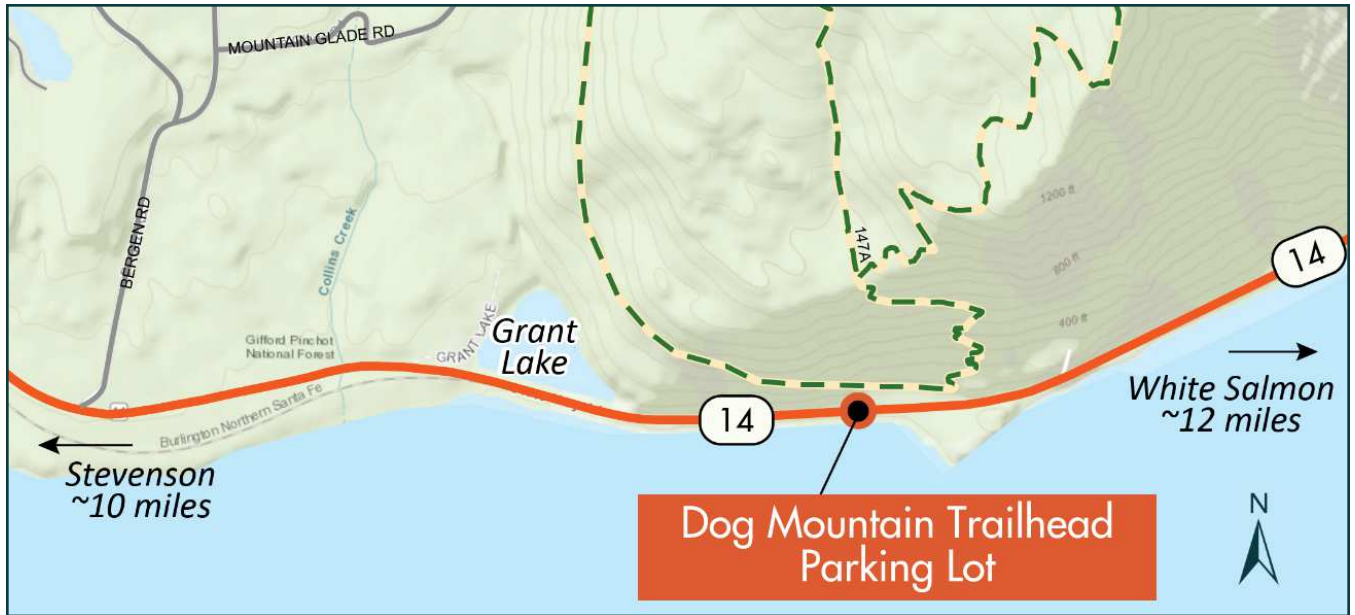 MOUNTAIN GLADE RD
BERGEN RD
Collins Creek
147A
1200 ft
800 ft
400 ft
14
Gifford Pinchot
National Forest
GRANT LAKE
Grant
Lake
Burlington Northern Santa Fe
14
White Salmon
~12 miles
Stevenson
~10 miles
Dog Mountain Trailhead
Parking Lot
N